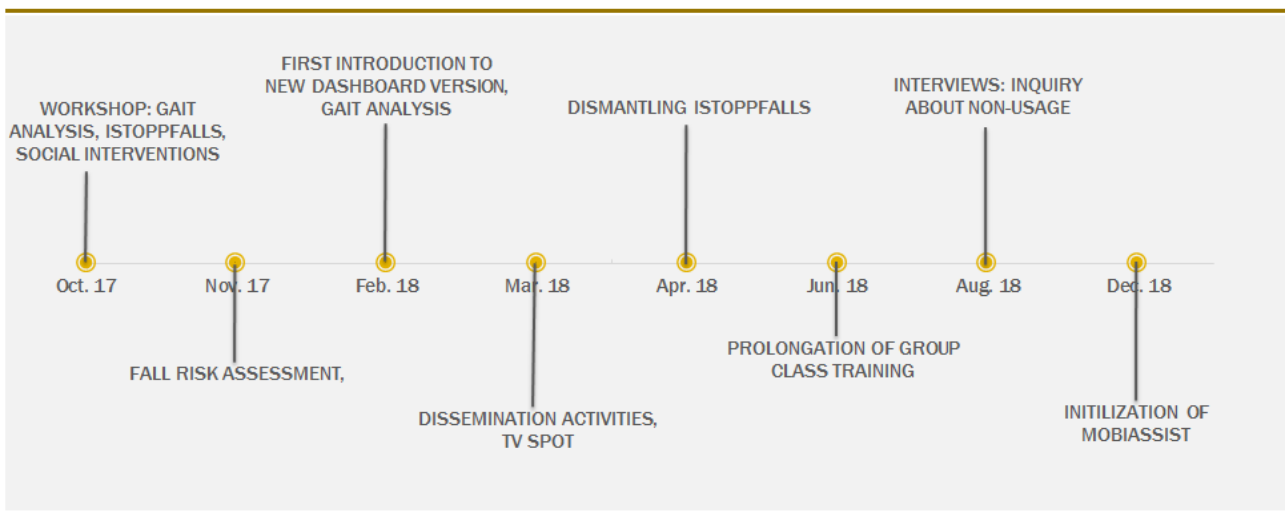 WORKSHOP: GAIT
ANALYSIS, ISTOPPFALLS,
SOCIAL INTERVENTIONS
FIRST INTRODUCTION TO
NEW DASHBOARD VERSION,
GAIT ANALYSIS
DISMANTLING ISTOPPFALLS
INTERVIEWS: INQUIRY
ABOUT NON-USAGE
Oct. 17
Nov. 17
Feb. 18
Mar. 18
Apr. 18
Jun. 18
Aug. 18
Dec. 18
FALL RISK ASSESSMENT,
DISSEMINATION ACTIVITIES,
TV SPOT
PROLONGATION OF GROUP
CLASS TRAINING
INITILIZATION OF
MOBIASSIST